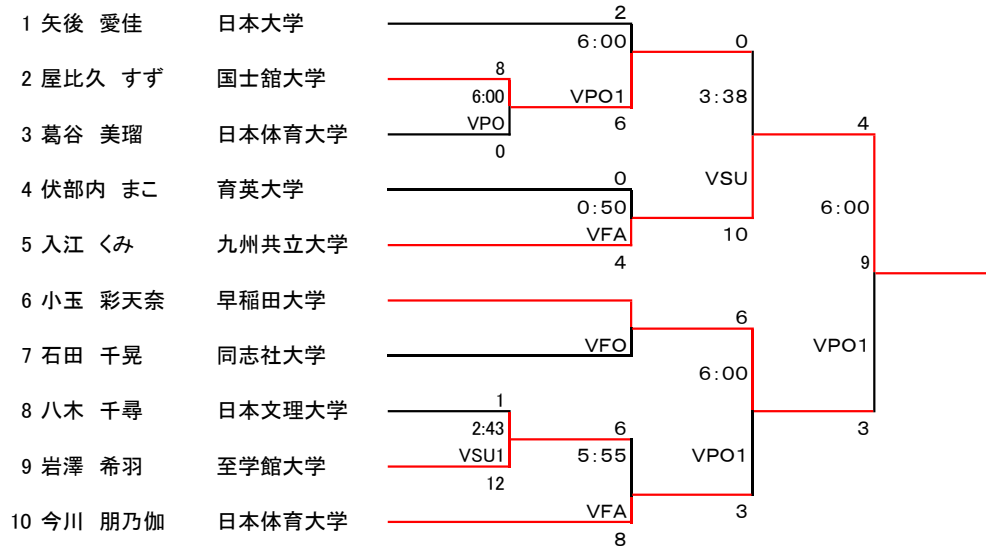 2
1 矢後　愛佳 日本大学
6:00 0
8
2 屋比久　すず 国士舘大学
6:00 VPO1 3:38
VPO 6 4
3 葛谷　美瑠 日本体育大学
0
0 VSU
4 伏部内　まこ 育英大学
0:50 6:00
VFA 10
5 入江　くみ 九州共立大学
4 9
6 小玉　彩天奈 早稲田大学
6
VFO VPO1
7 石田　千晃 同志社大学
6:00
1
8 八木　千尋 日本文理大学
2:43 6 3
VSU1 5:55 VPO1
9 岩澤　希羽 至学館大学
12
VFA 3
10 今川　朋乃伽 日本体育大学
8